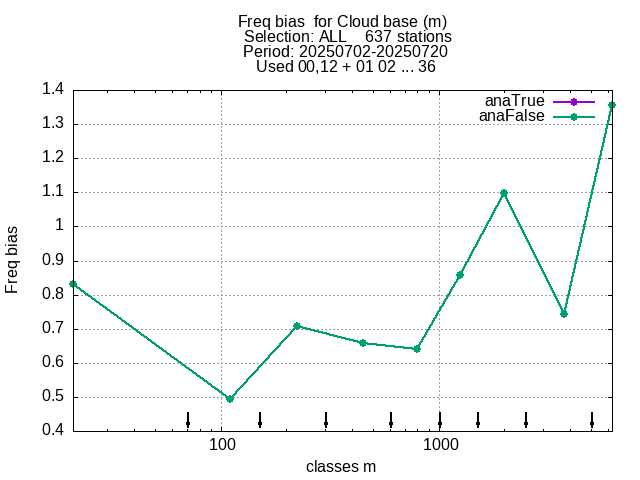 Freq bias  for Cloud base (m)
Selection: ALL    637 stations
Period: 20250702-20250720
Used 00,12 + 01 02 ... 36
anaTrue
anaFalse
1.4
1.3
1.2
1.1
1
0.9
0.8
0.7
0.6
0.5
0.4
Freq bias
100
1000
classes m